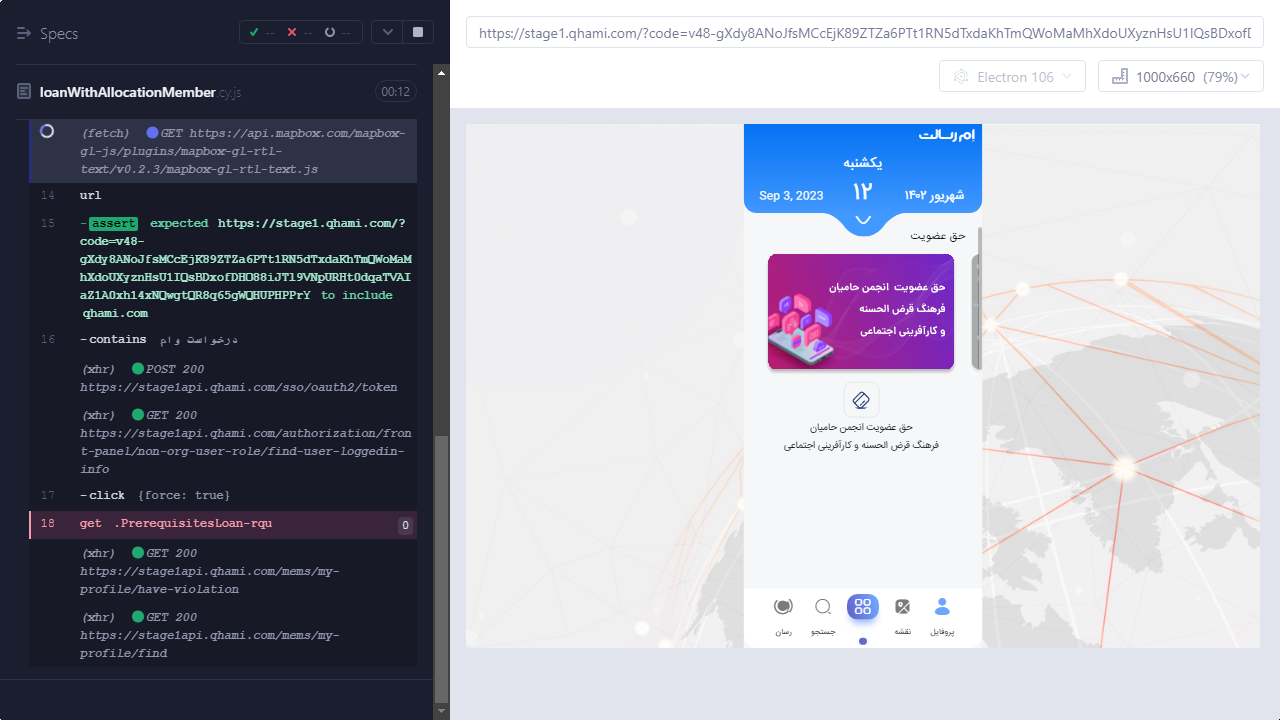 Specs
--
--
--
loanWithAllocationMember.cy.js
00:12
(fetch) GET https://api.mapbox.com/mapbox-
gl-js/plugins/mapbox-gl-rtl-
text/v0.2.3/mapbox-gl-rtl-text.js
14 url
15 -assert expected https://stage1.qhami.com/?
code=v48-
gXdy8ANoJfsMCcEjK89ZTZa6PTt1RN5dTxdaKhTmQWoMaM
hXdoUXyznHsU1IQsBDxofDHO88iJTl9VNpURHt0dqaTVAI
aZ1A0xh14xNQwgtQR8q65gWQHUPHPPrY to include
qhami.com
16 -contains درخواست وام
(xhr) POST 200
https://stage1api.qhami.com/sso/oauth2/token
(xhr) GET 200
https://stage1api.qhami.com/authorization/fron
t-panel/non-org-user-role/find-user-loggedin-
info
17 -click {force: true}
18 get .PrerequisitesLoan-rqu 0
(xhr) GET 200
https://stage1api.qhami.com/mems/my-
profile/have-violation
(xhr) GET 200
https://stage1api.qhami.com/mems/my-
profile/find
https://stage1.qhami.com/?code=v48-gXdy8ANoJfsMCcEjK89ZTZa6PTt1RN5dTxdaKhTmQWoMaMhXdoUXyznHsU1IQsBDxofD
Electron 106
1000x660 (79%)
اِم رسالت
یکشنبه
Sep 3, 2023
۱۲
شهریور ۱۴۰۲
حق عضویت
حق عضویت انجمن حامیان
فرهنگ قرض الحسنه
و کارآفرینی اجتماعی
حق عضویت انجمن حامیان
فرهنگ قرض الحسنه و کارآفرینی اجتماعی
پروفایل
نقشه
جستجو
رسان